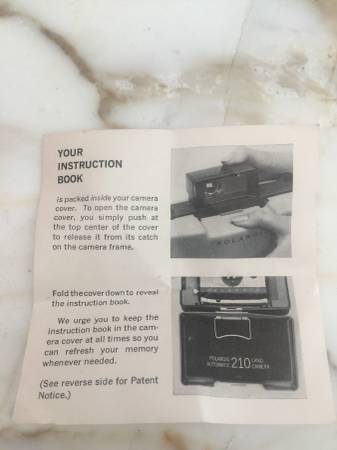 YOUR
INSTRUCTION
BOOK
is packed inside your camera
cover. To open the camera
cover, you simply push at
the top center of the cover
to release it from its catch
on the camera frame.
POLAROID
Fold the cover down to reveal
the instruction book.
We urge you to keep the
instruction book in the cam-
era cover at all times so you
can refresh your memory
whenever needed.
(See reverse side for Patent
Notice.)
POLAROID
AUTOMATIC 210 LAND
CAMERA